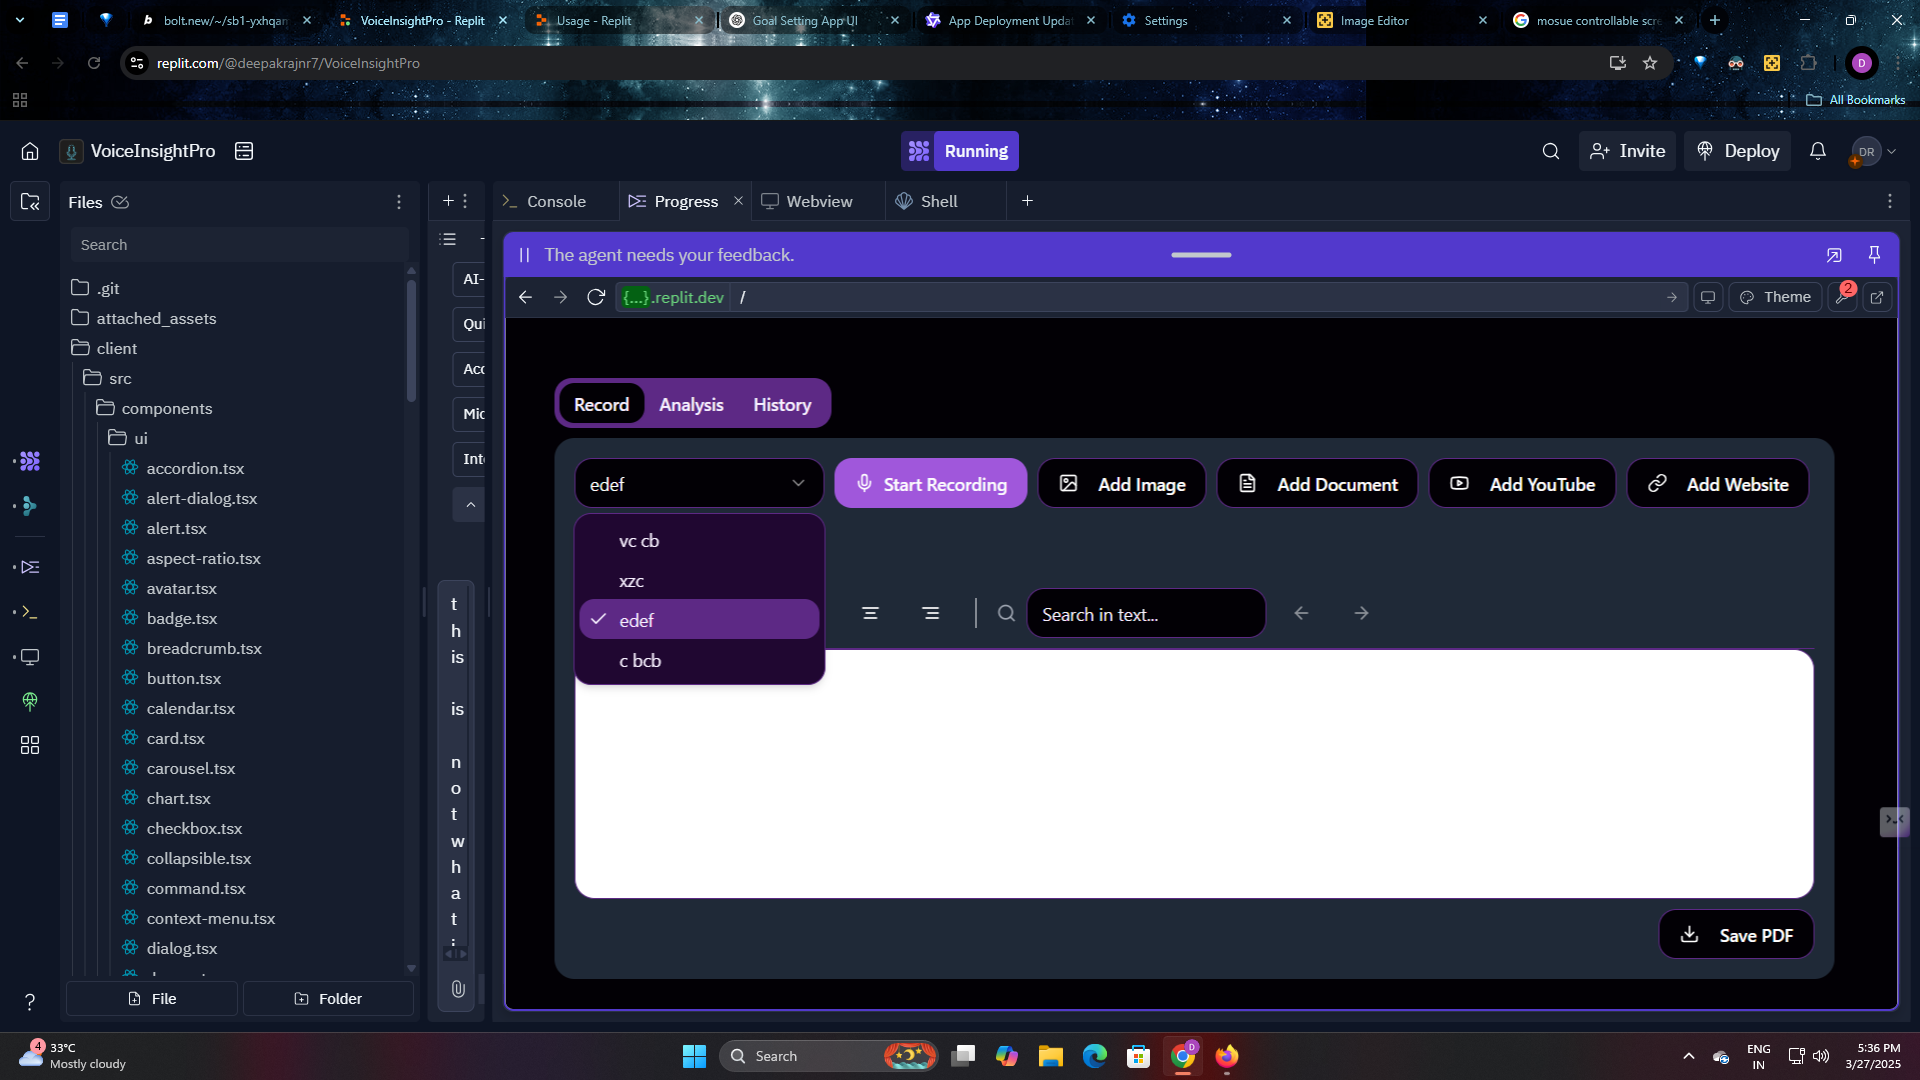 bolt.new/~/sb1-yxhqam
VoiceInsightPro - Replit
Usage - Replit
Goal Setting App UI
App Deployment Upda
Settings
Image Editor
mosue controllable scre
replit.com/@deepakrajnr7/VoiceInsightPro
D
All Bookmarks
VoiceInsightPro
Running
Invite
Deploy
DR
Files
Console
Progress
Webview
Shell
Search
The agent needs your feedback.
{...}.replit.dev /
Theme
2
.git
attached_assets
client
src
components
ui
accordion.tsx
alert-dialog.tsx
alert.tsx
aspect-ratio.tsx
avatar.tsx
badge.tsx
breadcrumb.tsx
button.tsx
calendar.tsx
card.tsx
carousel.tsx
chart.tsx
checkbox.tsx
collapsible.tsx
command.tsx
context-menu.tsx
dialog.tsx
File
Folder
AI-
Qui
Acc
Mic
Inte
t
h
is
is
n
o
t
w
h
a
t
i
Record
Analysis
History
edef
Start Recording
Add Image
Add Document
Add YouTube
Add Website
vc cb
xzc
edef
c bcb
Search in text...
Save PDF
4
33°C
Mostly cloudy
Search
D
ENG
IN
5:36 PM
3/27/2025